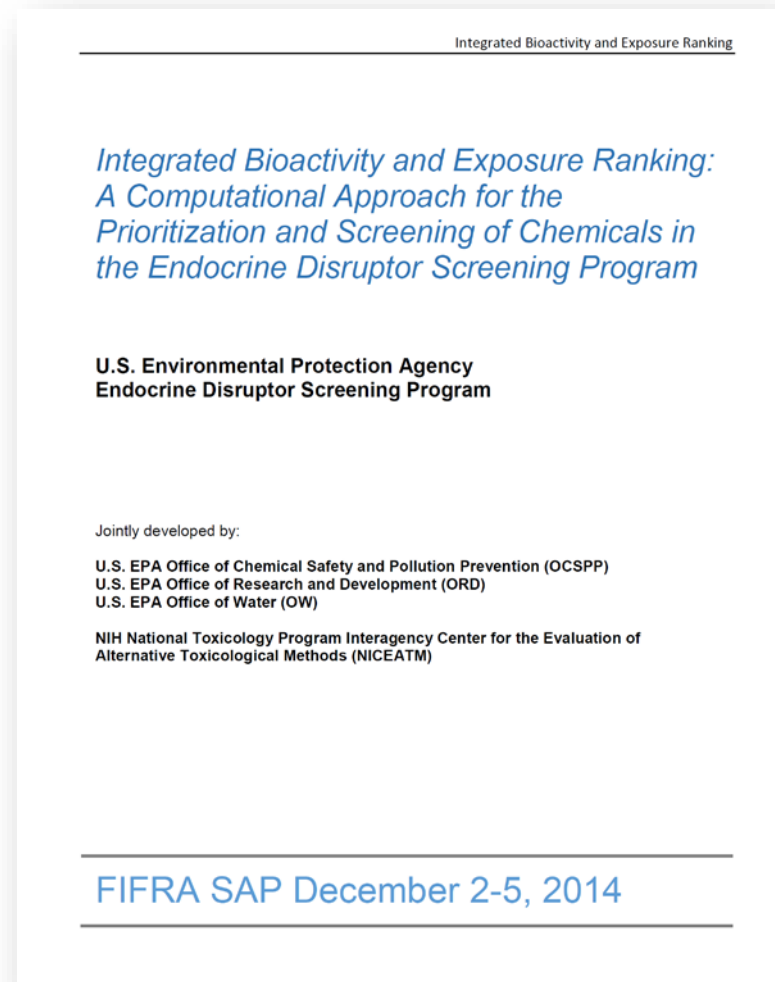 Integrated Bioactivity and Exposure Ranking
Integrated Bioactivity and Exposure Ranking:
A Computational Approach for the
Prioritization and Screening of Chemicals in
the Endocrine Disruptor Screening Program
U.S. Environmental Protection Agency
Endocrine Disruptor Screening Program
Jointly developed by:
U.S. EPA Office of Chemical Safety and Pollution Prevention (OCSPP)
U.S. EPA Office of Research and Development (ORD)
U.S. EPA Office of Water (OW)
NIH National Toxicology Program Interagency Center for the Evaluation of
Alternative Toxicological Methods (NICEATM)
FIFRA SAP December 2-5, 2014